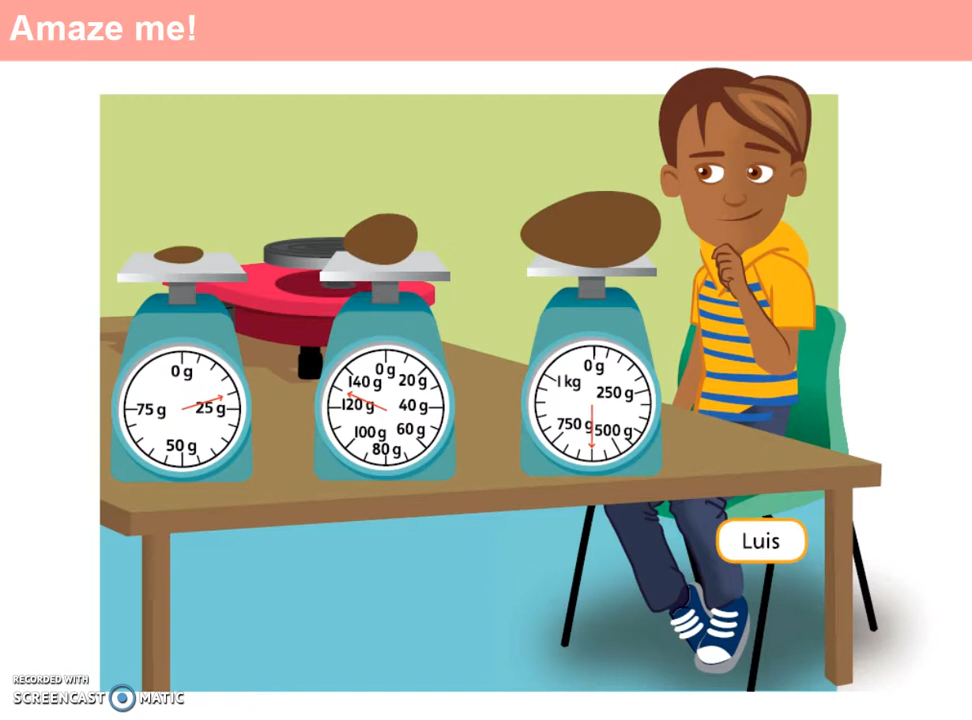 Amaze me!
0 g
25 g
50 g
75 g
0 g
20 g
40 g
60 g
80 g
100 g
120 g
140 g
0 g
250 g
500 g
750 g
1 kg
Luis
RECORDED WITH
SCREENCAST MATIC